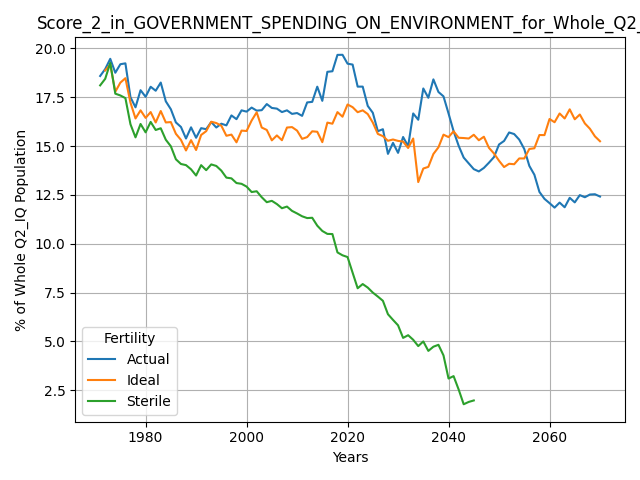 Score_2_in_GOVERNMENT_SPENDING_ON_ENVIRONMENT_for_Whole_Q2_
20.0
17.5
15.0
12.5
10.0
7.5
5.0
2.5
% of Whole Q2_IQ Population
Fertility
Actual
Ideal
Sterile
1980
2000
2020
2040
2060
Years